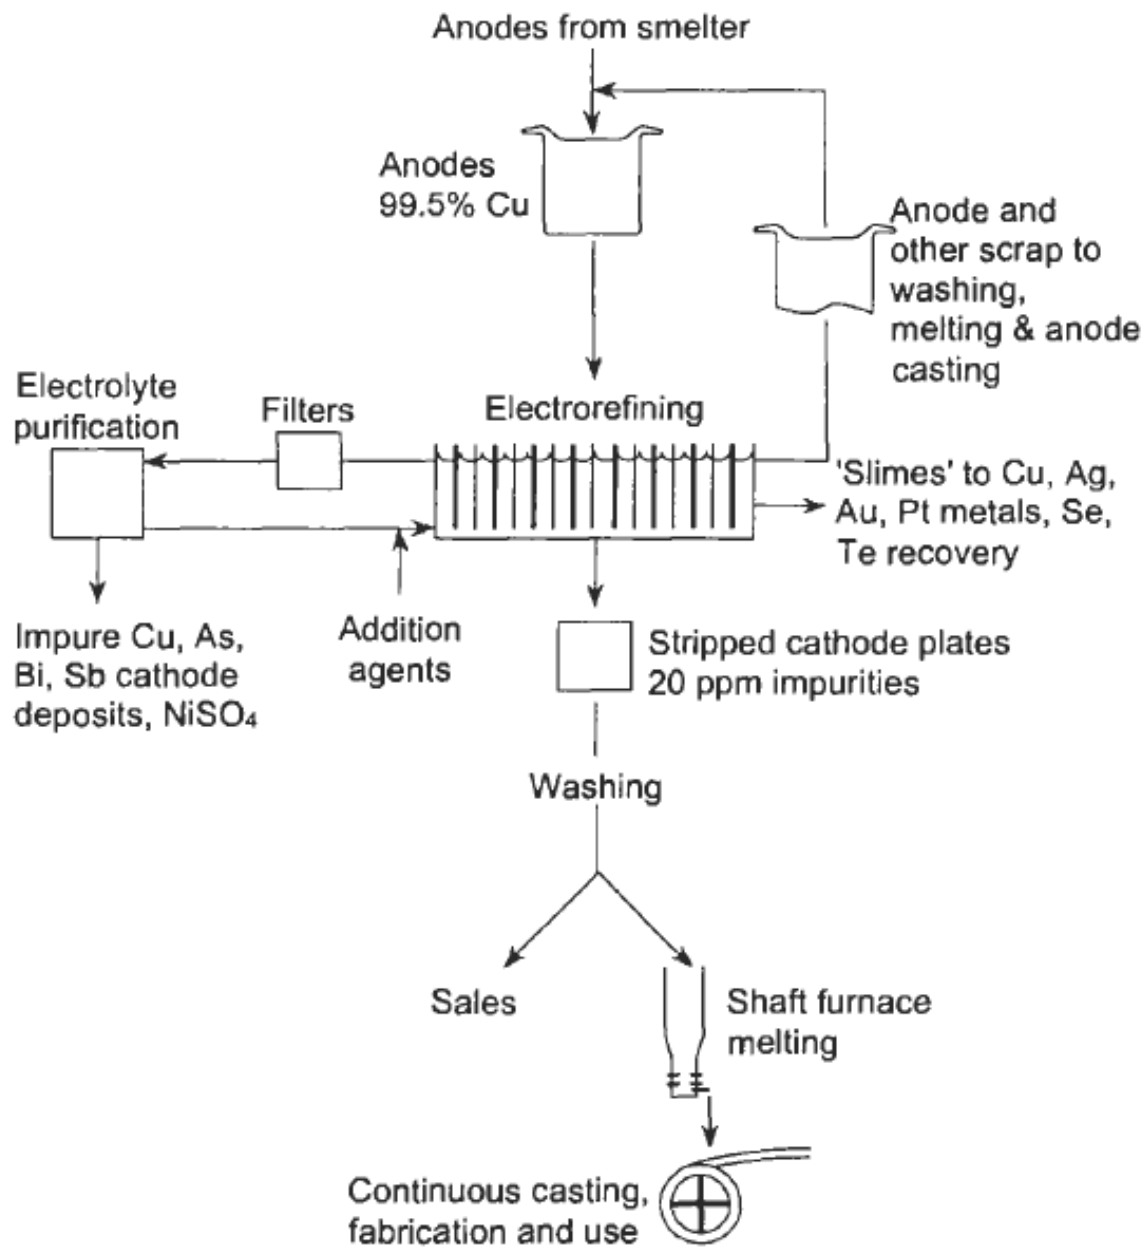 Anodes from smelter
Anodes
99.5% Cu
Anode and
other scrap to
washing,
melting & anode
casting
Electrolyte
purification
Filters
Electrorefining
'Slimes' to Cu, Ag,
Au, Pt metals, Se,
Te recovery
Impure Cu, As,
Bi, Sb cathode
deposits, NiSO₄
Addition
agents
Stripped cathode plates
20 ppm impurities
Washing
Sales
Shaft furnace
melting
Continuous casting,
fabrication and use